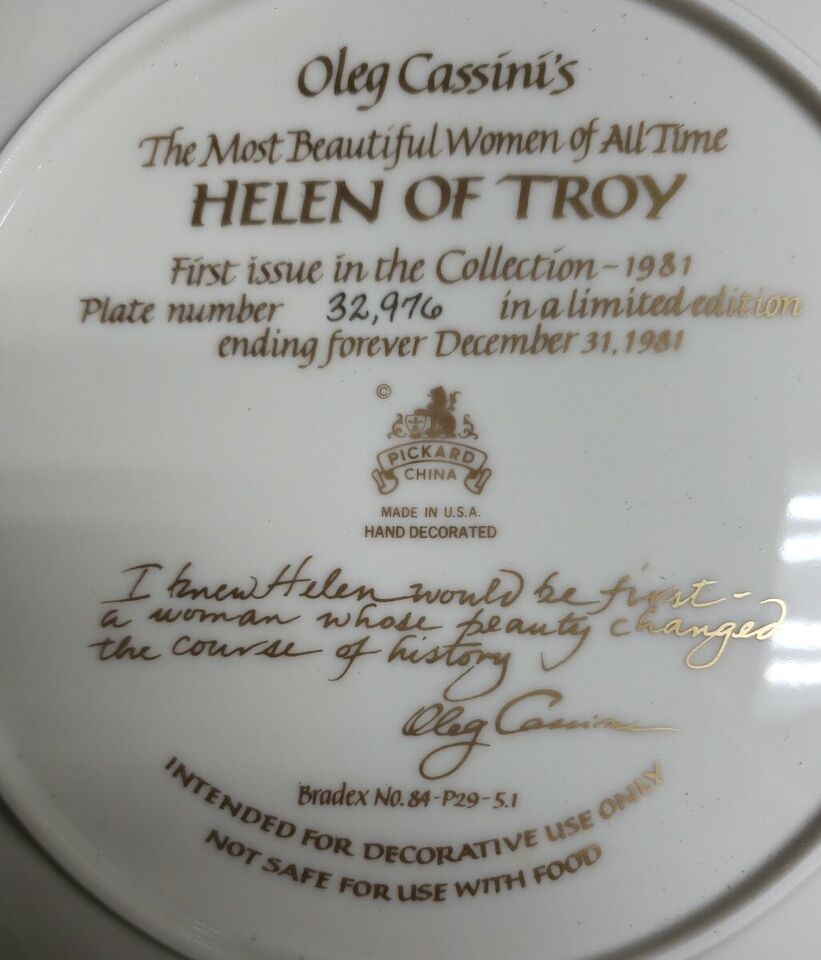 Oleg Cassini's
The Most Beautiful Women of All Time
HELEN OF TROY
First issue in the Collection-1981
Plate number 32,976 in a limited edition
ending forever December 31, 1981
©
PICKARD
CHINA
MADE IN U.S.A.
HAND DECORATED
I knew Helen would be first -
a woman whose beauty changed
the course of history
Oleg Cassini
Bradex No. 84-P29-5.1
INTENDED FOR DECORATIVE USE ONLY
NOT SAFE FOR USE WITH FOOD